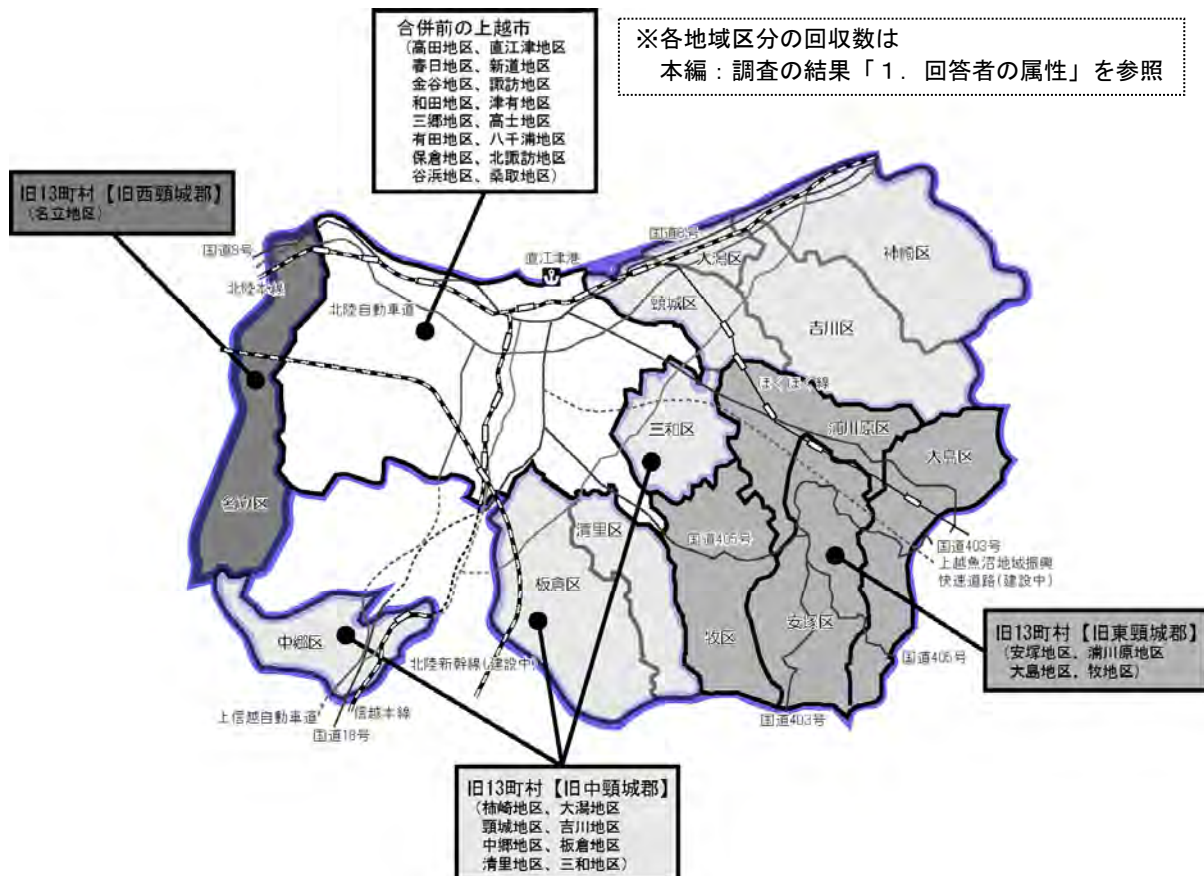 合併前の上越市
(高田地区、直江津地区
春日地区、新道地区
金谷地区、諏訪地区
和田地区、津有地区
三郷地区、高士地区
有田地区、八千浦地区
保倉地区、北諏訪地区
谷浜地区、桑取地区)
※各地域区分の回収数は
本編:調査の結果「1. 回答者の属性」を参照
旧13町村【旧西頸城郡】
(名立地区)
国道8号
北陸本線
北陸自動車道
直江津港
国道8号
大潟区
柿崎区
頸城区
吉川区
ほくほく線
三和区
浦川原区
大島区
名立区
清里区
国道405号
国道403号
上越魚沼地域振興
快速道路(建設中)
板倉区
牧区
安塚区
中郷区
北陸新幹線(建設中)
国道405号
上信越自動車道
信越本線
国道18号
国道403号
旧13町村【旧東頸城郡】
(安塚地区、浦川原地区
大島地区、牧地区)
旧13町村【旧中頸城郡】
(柿崎地区、大潟地区
頸城地区、吉川地区
中郷地区、板倉地区
清里地区、三和地区)